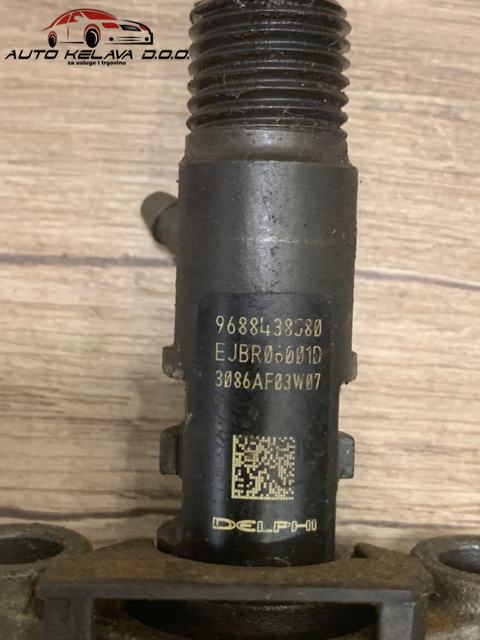 AUTO KELAVA D.O.O.
za usluge i trgovinu
9688438580
EJBR06001D
3086AF03W07
DELPHI